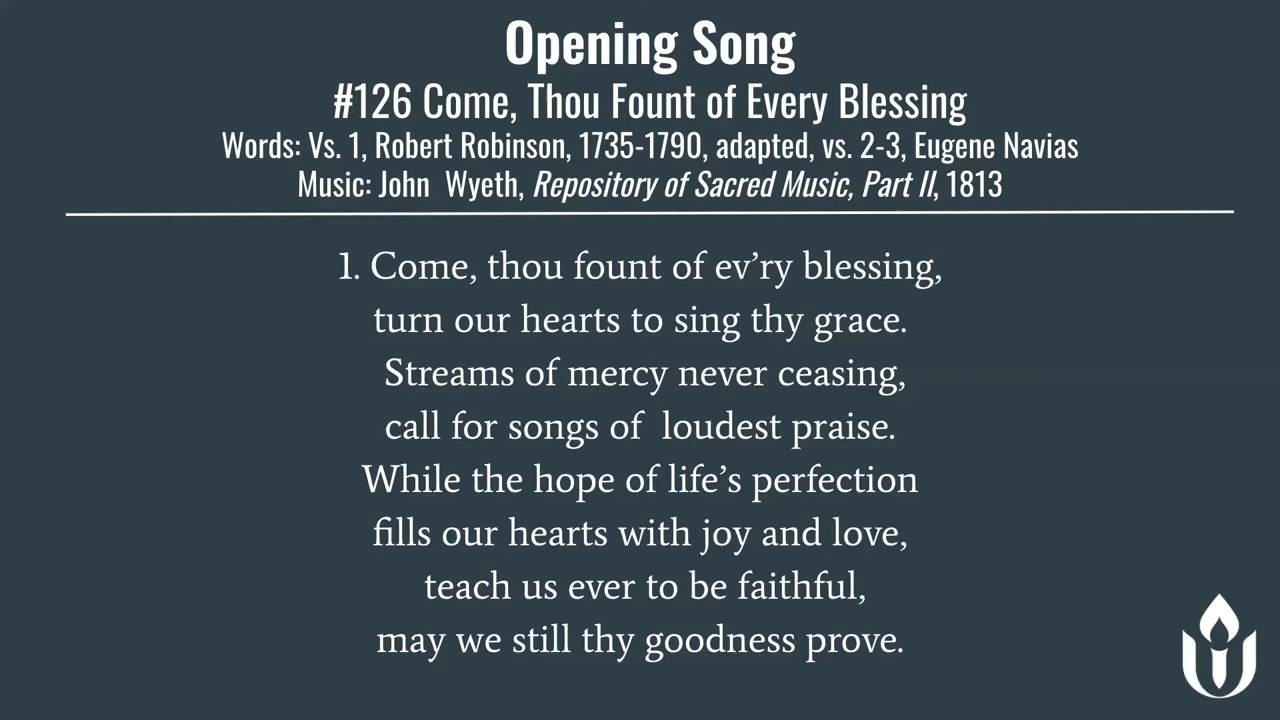 Opening Song
#126 Come, Thou Fount of Every Blessing
Words: Vs. 1, Robert Robinson, 1735-1790, adapted, vs. 2-3, Eugene Navias
Music: John  Wyeth, Repository of Sacred Music, Part II, 1813
1. Come, thou fount of ev’ry blessing,
turn our hearts to sing thy grace.
Streams of mercy never ceasing,
call for songs of  loudest praise.
While the hope of life’s perfection
fills our hearts with joy and love,
teach us ever to be faithful,
may we still thy goodness prove.